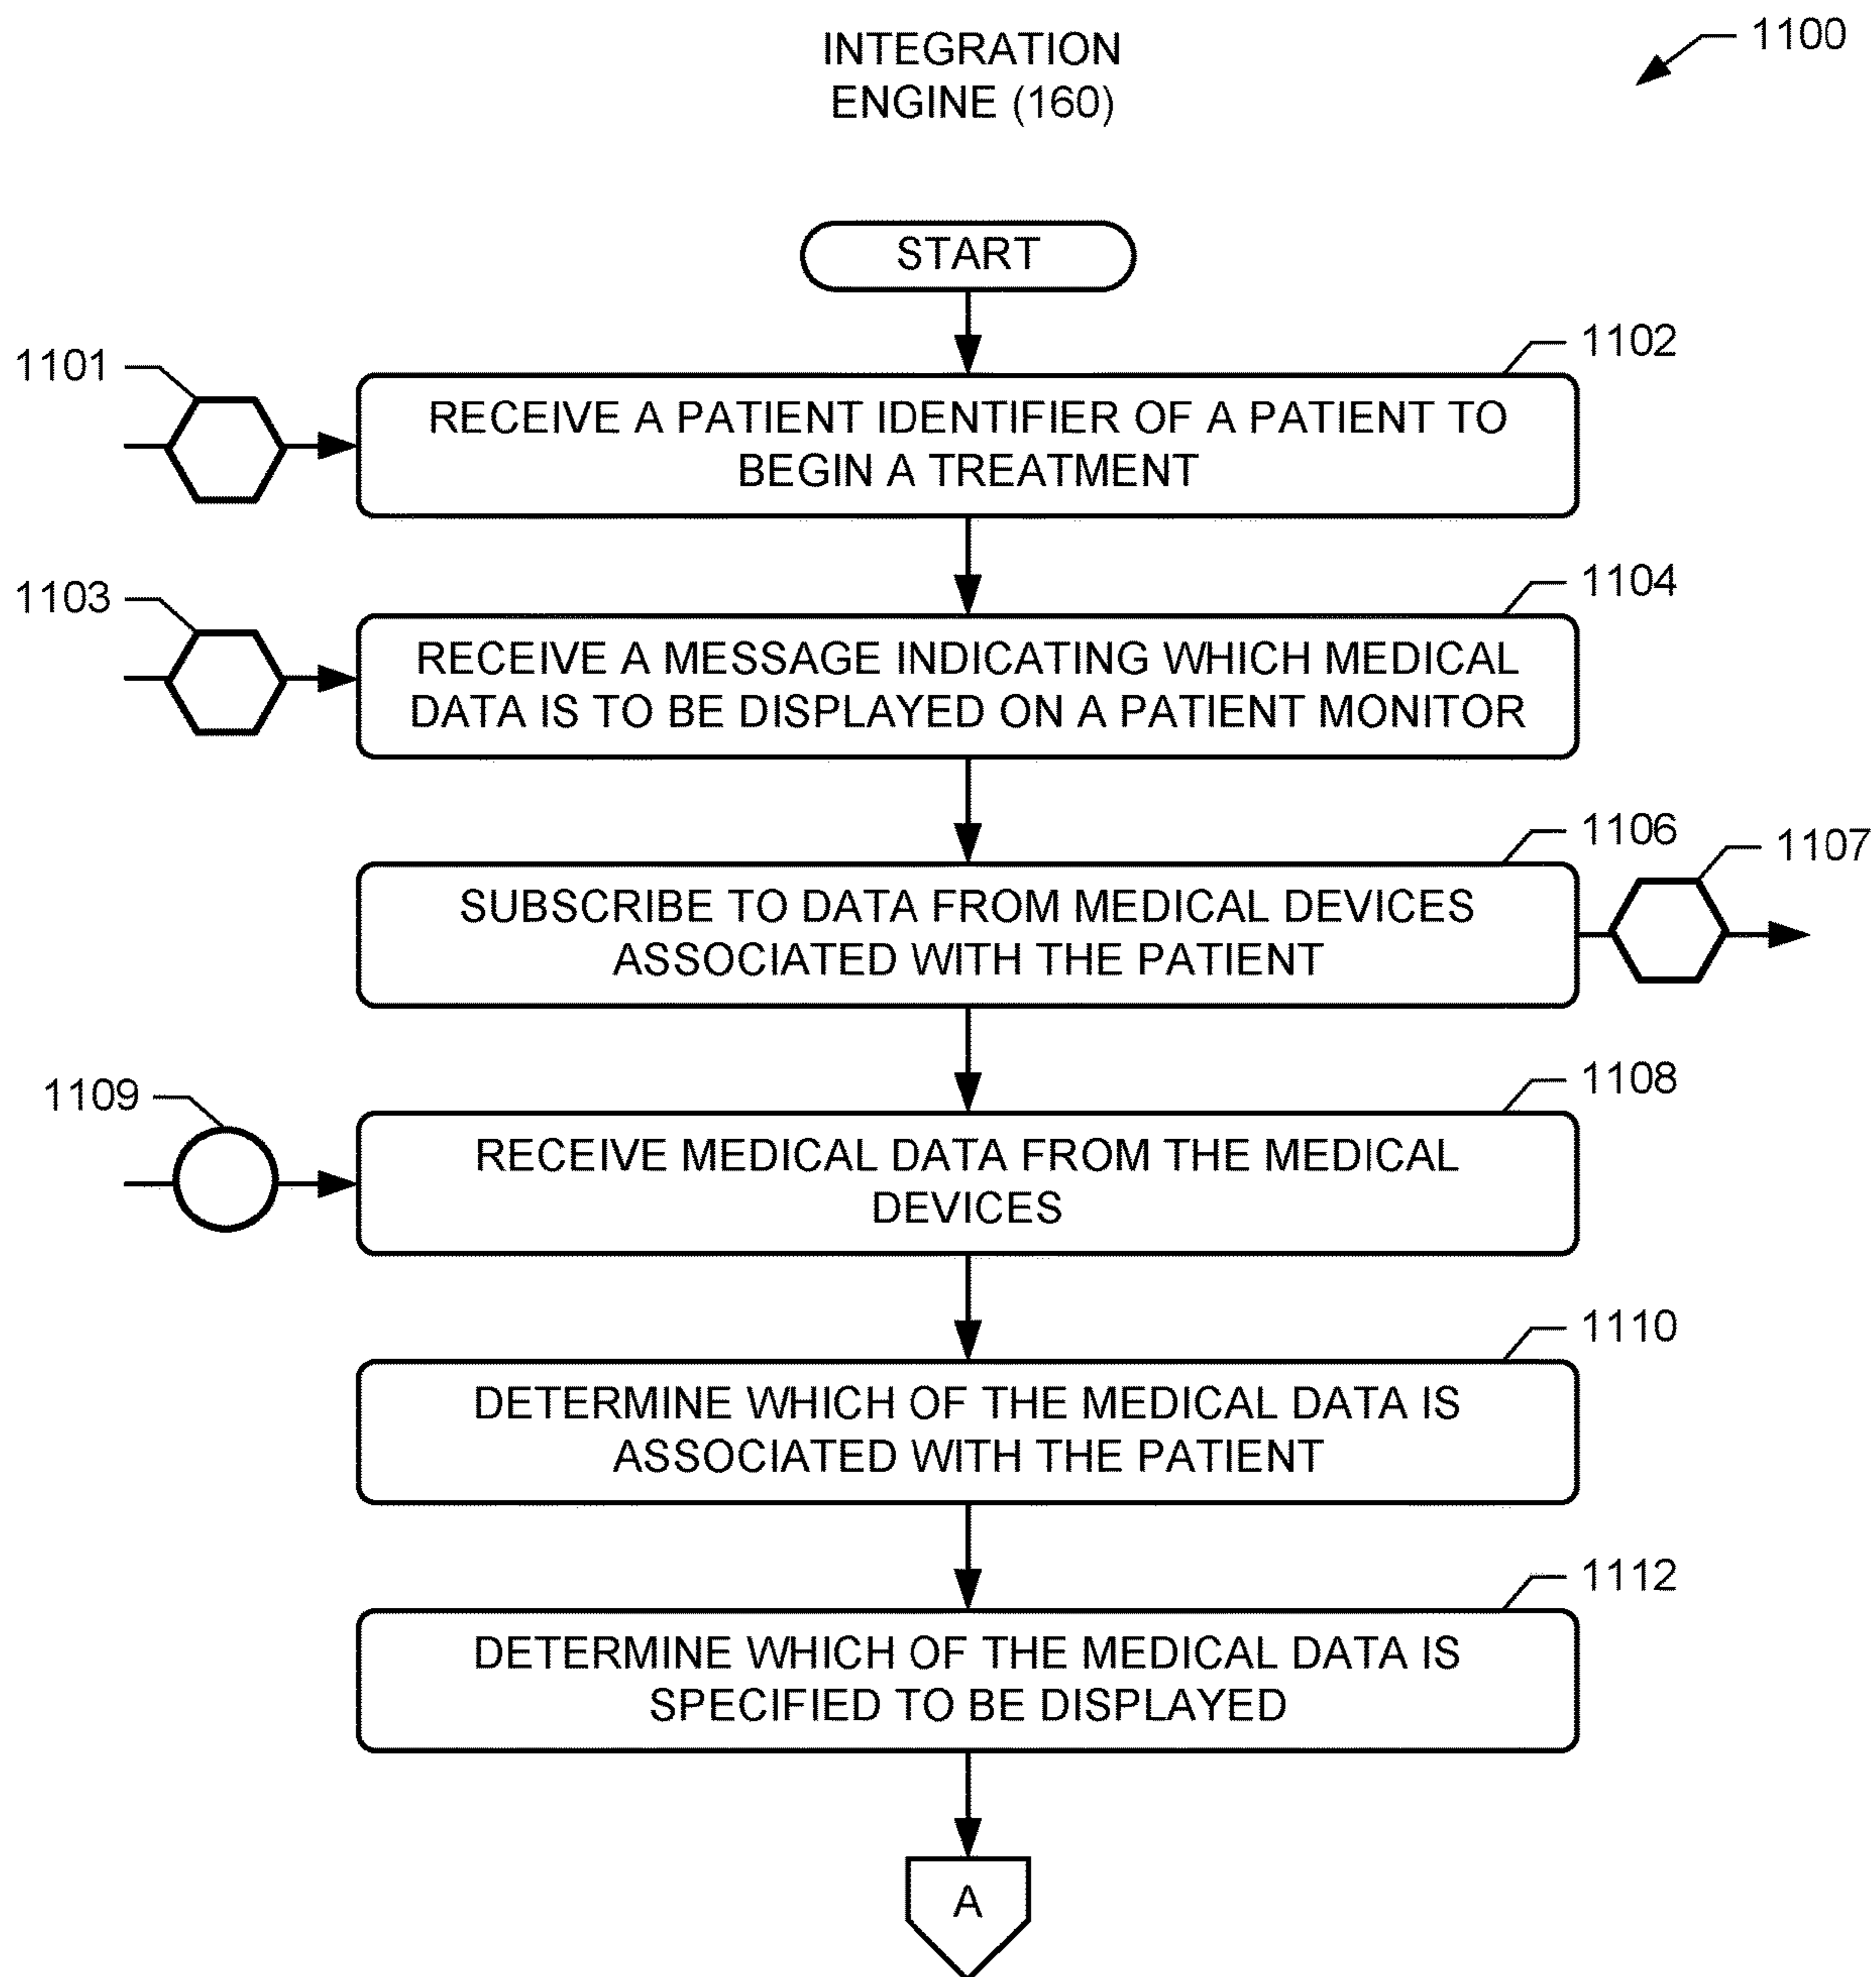 INTEGRATION
ENGINE (160)
1100
START
1101
1102
RECEIVE A PATIENT IDENTIFIER OF A PATIENT TO
BEGIN A TREATMENT
1103
1104
RECEIVE A MESSAGE INDICATING WHICH MEDICAL
DATA IS TO BE DISPLAYED ON A PATIENT MONITOR
1106
1107
SUBSCRIBE TO DATA FROM MEDICAL DEVICES
ASSOCIATED WITH THE PATIENT
1109
1108
RECEIVE MEDICAL DATA FROM THE MEDICAL
DEVICES
1110
DETERMINE WHICH OF THE MEDICAL DATA IS
ASSOCIATED WITH THE PATIENT
1112
DETERMINE WHICH OF THE MEDICAL DATA IS
SPECIFIED TO BE DISPLAYED
A